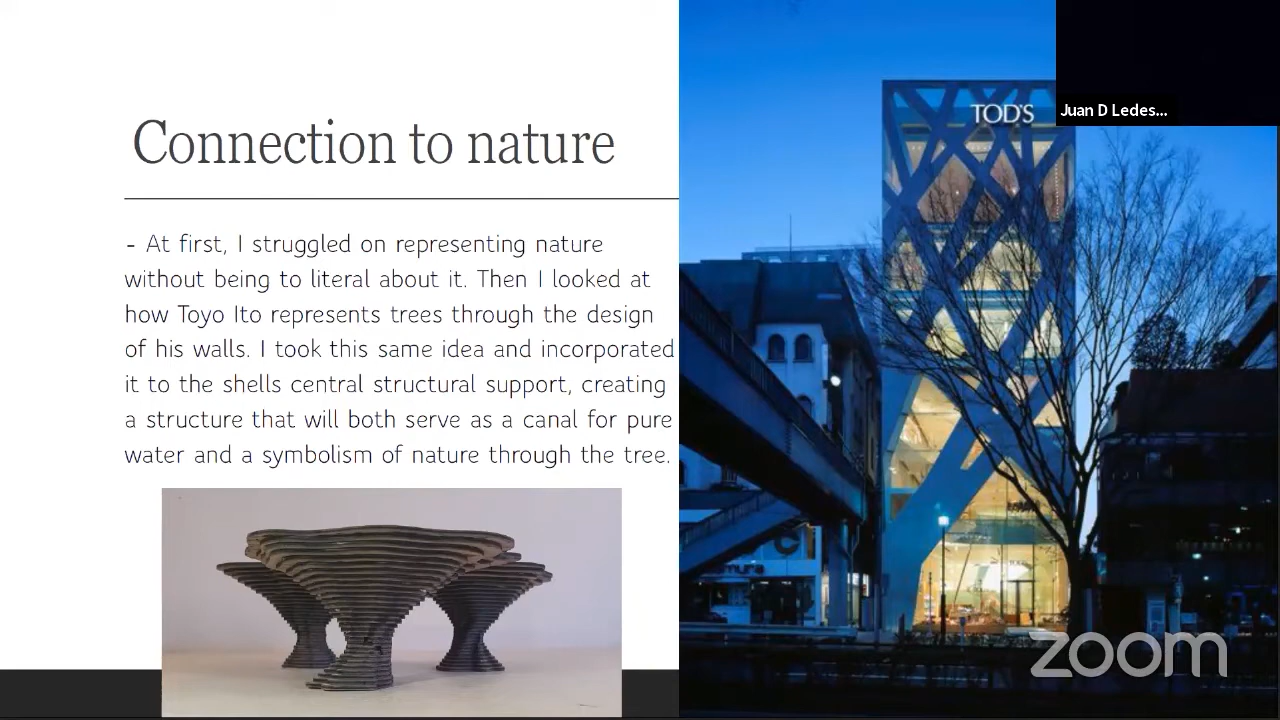 Connection to nature
- At first, I struggled on representing nature
without being to literal about it. Then I looked at
how Toyo Ito represents trees through the design
of his walls. I took this same idea and incorporated
it to the shells central structural support, creating
a structure that will both serve as a canal for pure
water and a symbolism of nature through the tree.
TOD'S
Juan D Ledes...
zoom